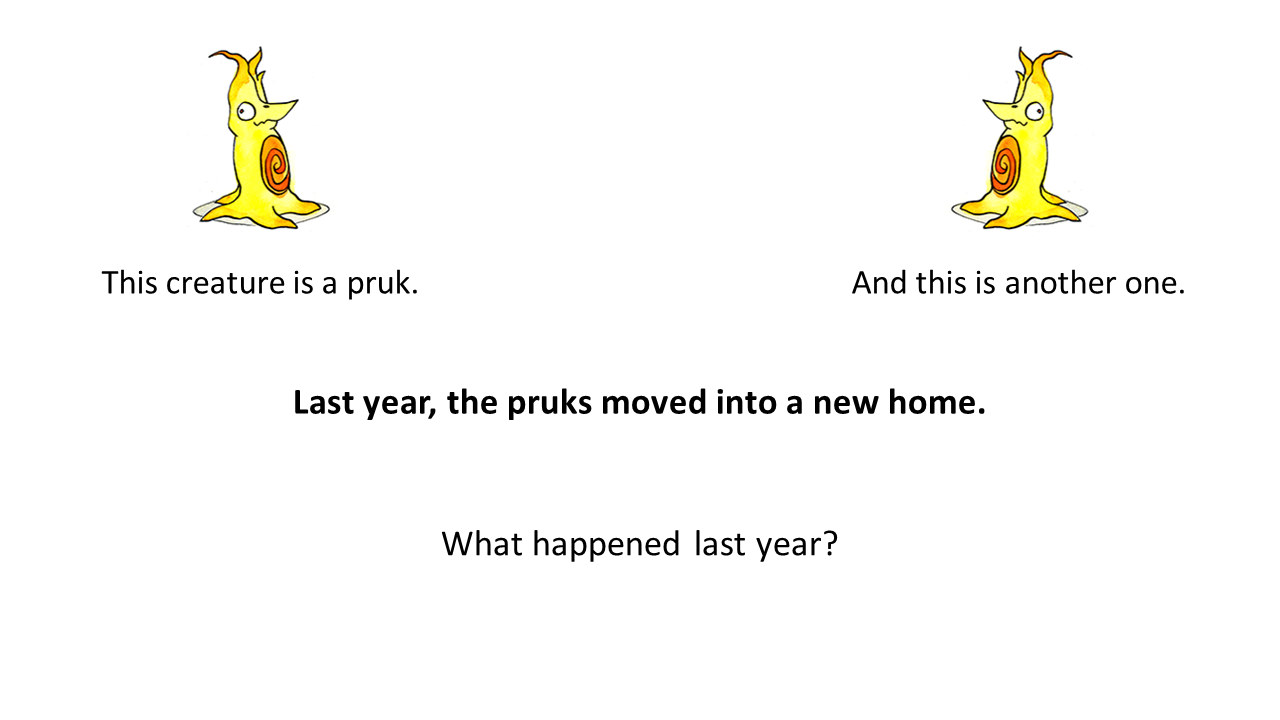 This creature is a pruk.
And this is another one.
Last year, the pruks moved into a new home.
What happened last year?